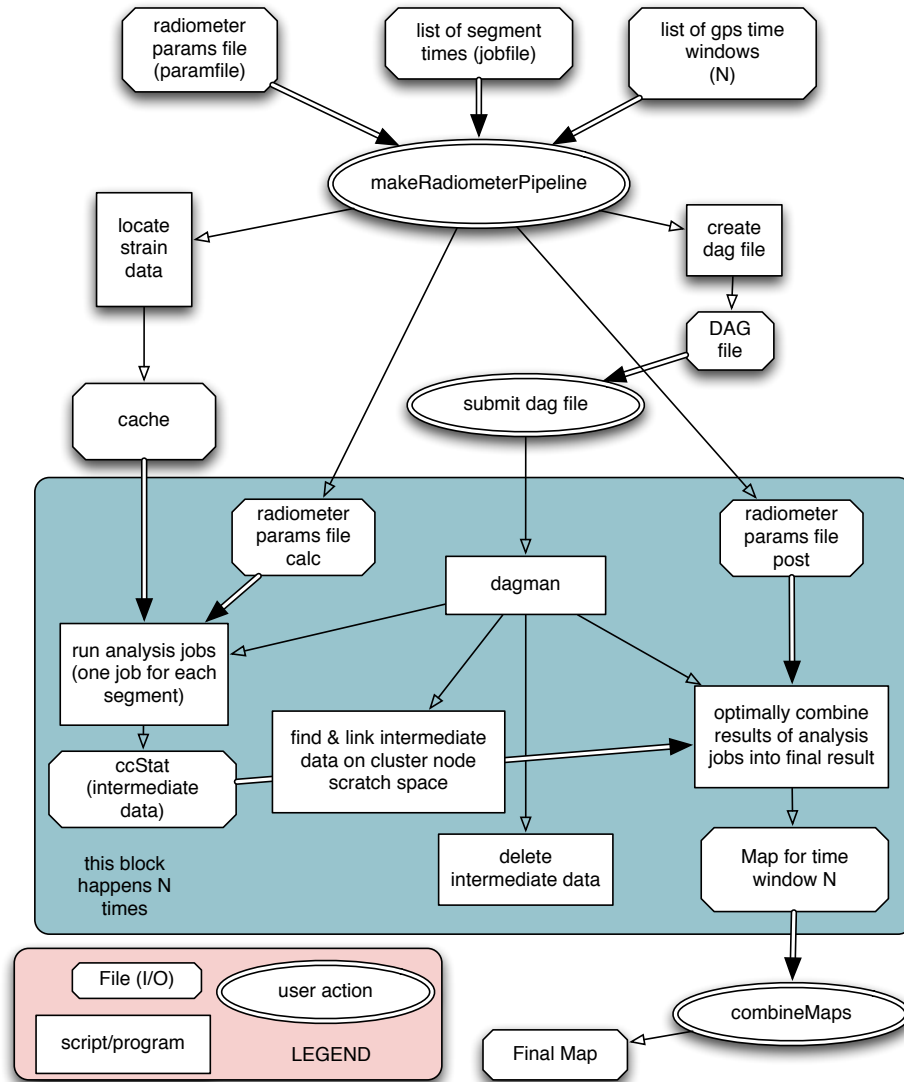 radiometer
params file
(paramfile)
list of segment
times (jobfile)
list of gps time
windows
(N)
makeRadiometerPipeline
locate
strain
data
create
dag file
DAG
file
submit dag file
cache
radiometer
params file
calc
radiometer
params file
post
dagman
run analysis jobs
(one job for each
segment)
find & link intermediate
data on cluster node
scratch space
optimally combine
results of analysis
jobs into final result
ccStat
(intermediate
data)
delete
intermediate data
Map for time
window N
this block
happens N
times
File (I/O)
user action
script/program
LEGEND
combineMaps
Final Map